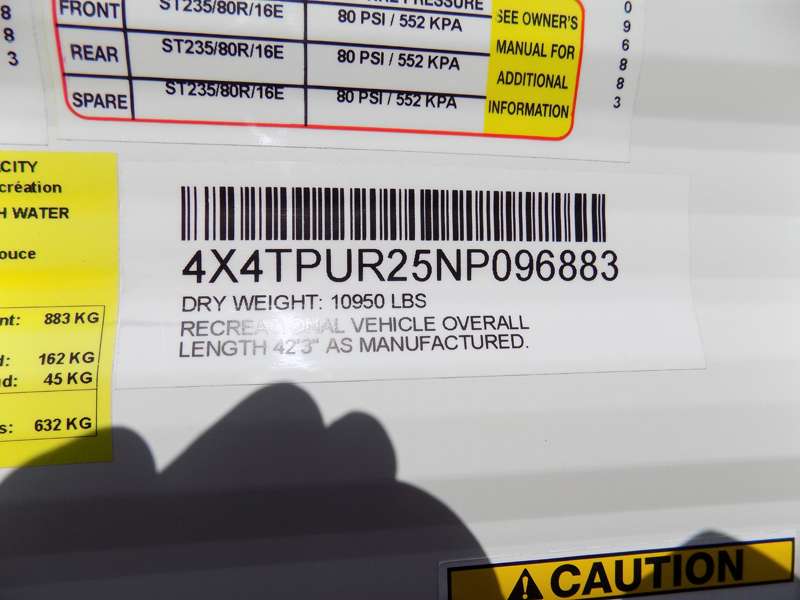 8
8
3
PRESSURE
FRONT ST235/80R/16E 80 PSI / 552 KPA
REAR ST235/80R/16E 80 PSI / 552 KPA
SPARE ST235/80R/16E 80 PSI / 552 KPA
SEE OWNER'S
MANUAL FOR
ADDITIONAL
INFORMATION
0
9
6
8
8
3
CITY
création
H WATER
ouce
nt: 883 KG
d: 162 KG
ud: 45 KG
s: 632 KG
4X4TPUR25NP096883
DRY WEIGHT: 10950 LBS
RECREATIONAL VEHICLE OVERALL
LENGTH 42'3" AS MANUFACTURED.
CAUTION